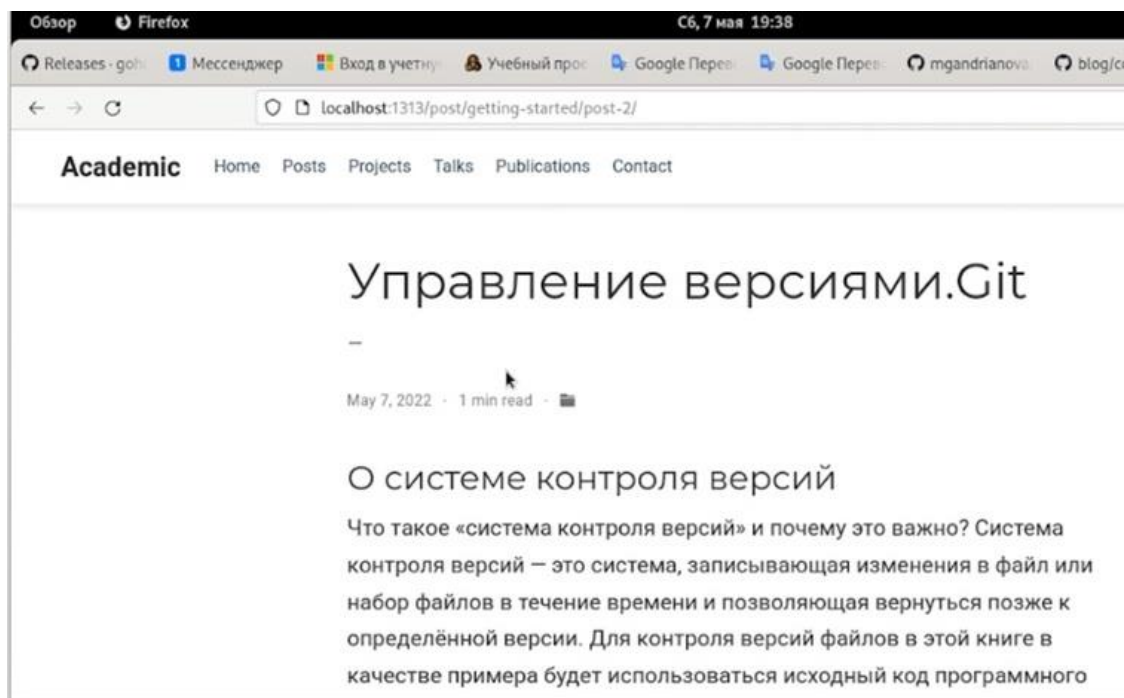 Обзор Firefox Сб, 7 мая 19:38
Releases - goh 1 Мессенджер Вход в учетну Учебный прое Google Перев Google Перев mgandrianova blog/c
localhost:1313/post/getting-started/post-2/
Academic Home Posts Projects Talks Publications Contact
Управление версиями.Git
–
May 7, 2022 · 1 min read ·
О системе контроля версий
Что такое «система контроля версий» и почему это важно? Система
контроля версий — это система, записывающая изменения в файл или
набор файлов в течение времени и позволяющая вернуться позже к
определённой версии. Для контроля версий файлов в этой книге в
качестве примера будет использоваться исходный код программного